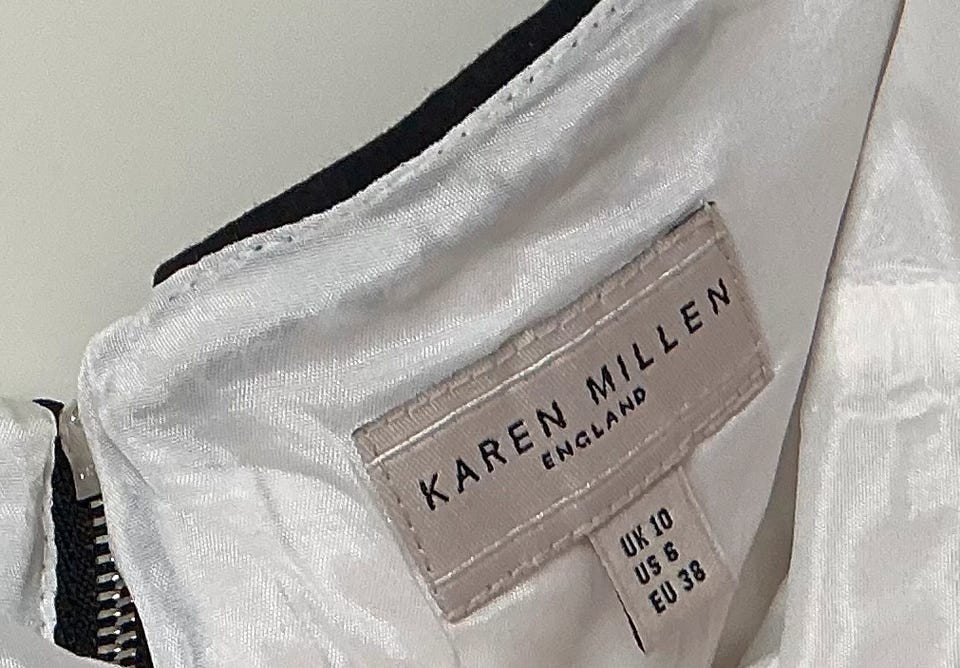 KAREN MILLEN
ENGLAND
UK 10
US 6
EU 38